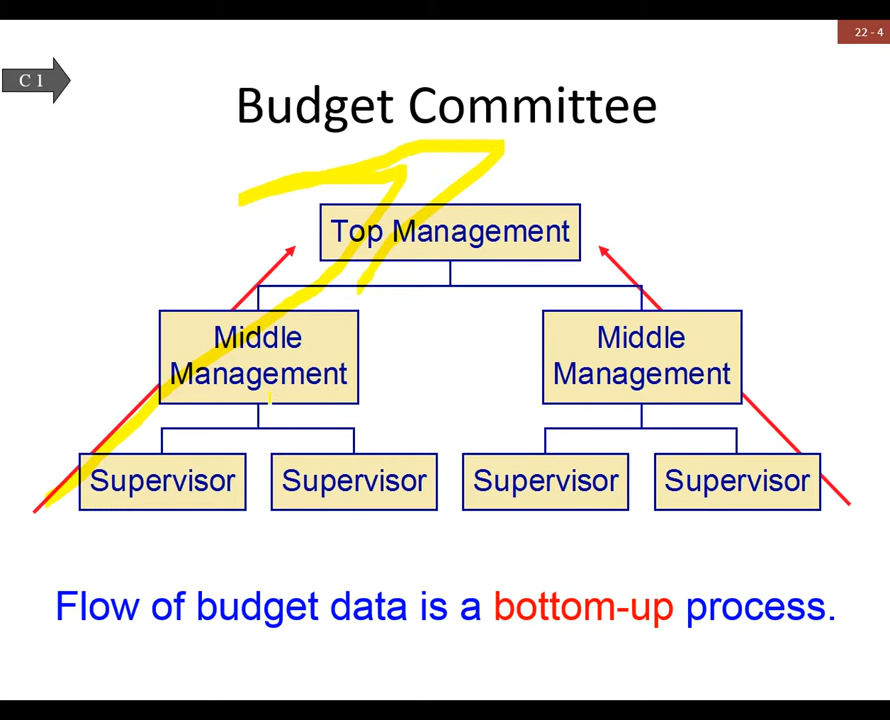 22 - 4
C 1
Budget Committee
Top Management
Middle
Management
Middle
Management
Supervisor
Supervisor
Supervisor
Supervisor
Flow of budget data is a bottom-up process.